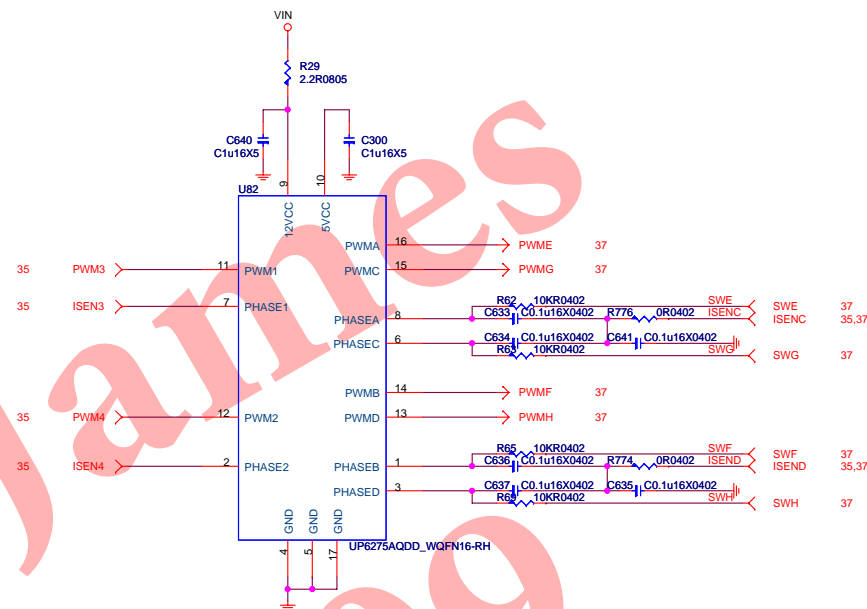 VIN
R29
2.2R0805
C640
C1u16X5
C300
C1u16X5
9
10
U82
12VCC
5VCC
PWMA 16 PWME 37
35 PWM3 11 PWM1 PWMC 15 PWMG 37
R62 10KR0402 SWE SWE 37
35 ISEN3 7 PHASE1 C633 C0.1u16X0402 R776 0R0402 ISENC
PHASEA 8 ISENC 35,37
C634 C0.1u16X0402 C641 C0.1u16X0402
PHASEC 6
R63 10KR0402 SWG SWG 37
PWMB 14 PWMF 37
35 PWM4 12 PWM2 PWMD 13 PWMH 37
R65 10KR0402 SWF SWF 37
C636 C0.1u16X0402 R774 0R0402 ISEND
35 ISEN4 2 PHASE2 PHASEB 1 ISEND 35,37
C637 C0.1u16X0402 C635 C0.1u16X0402
PHASED 3
R69 10KR0402 SWH SWH 37
GND GND GND
4 5 17
UP6275AQDD_WQFN16-RH
James